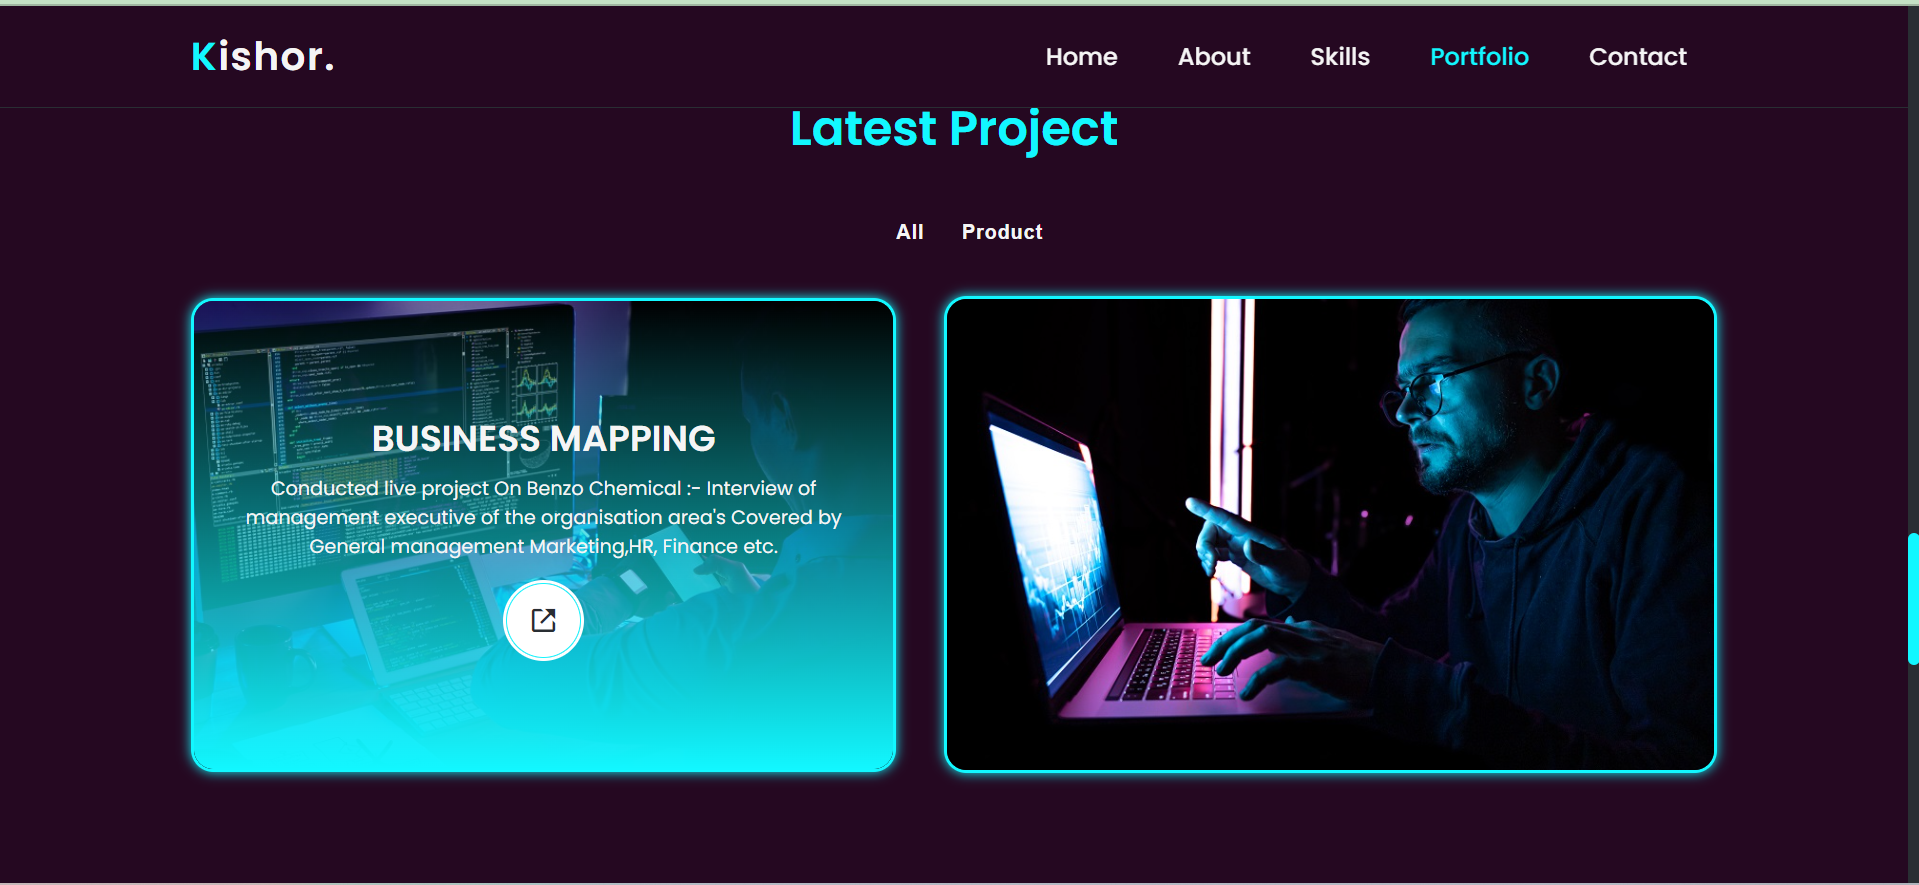 Kishor.
Home About Skills Portfolio Contact
Latest Project
All Product
BUSINESS MAPPING
Conducted live project On Benzo Chemical :- Interview of
management executive of the organisation area's Covered by
General management Marketing,HR, Finance etc.